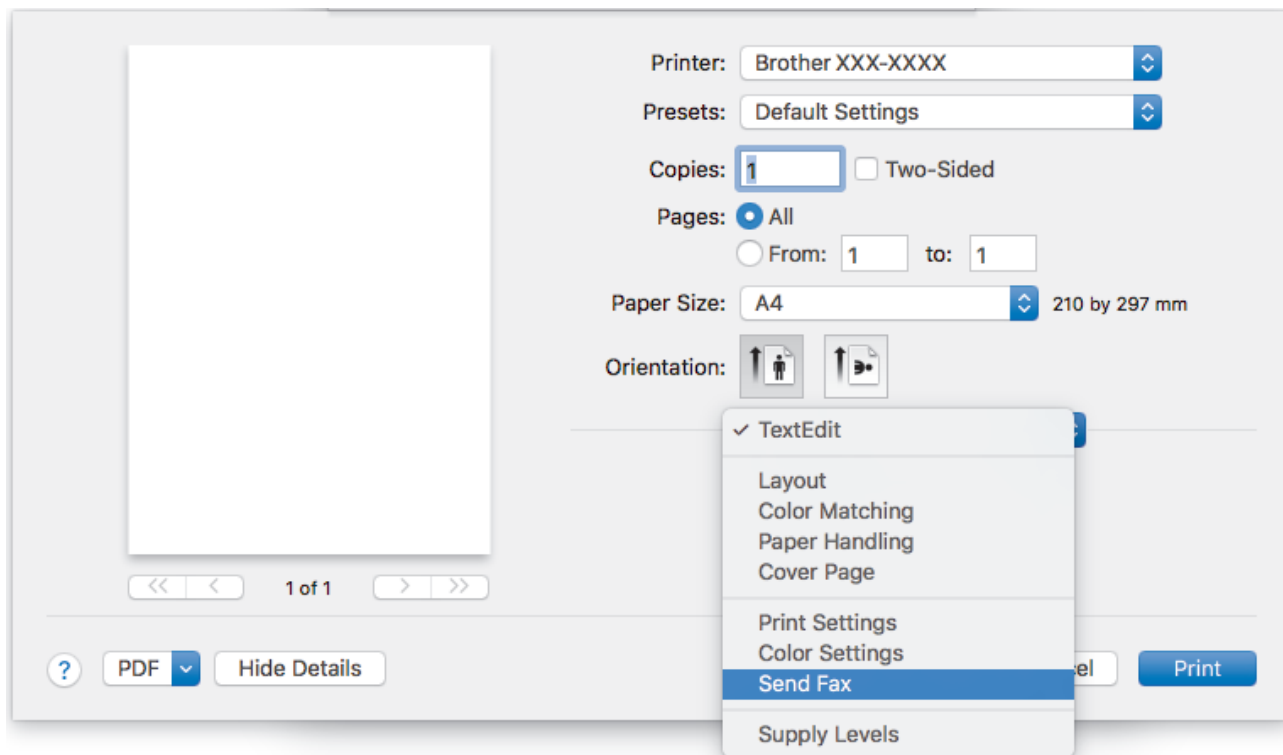 Printer: Brother XXX-XXXX
Presets: Default Settings
Copies: 1 Two-Sided
Pages: All
From: 1 to: 1
Paper Size: A4 210 by 297 mm
Orientation:
TextEdit
Layout
Color Matching
Paper Handling
Cover Page
1 of 1
Print Settings
Color Settings
Send Fax
Supply Levels
? PDF Hide Details Print